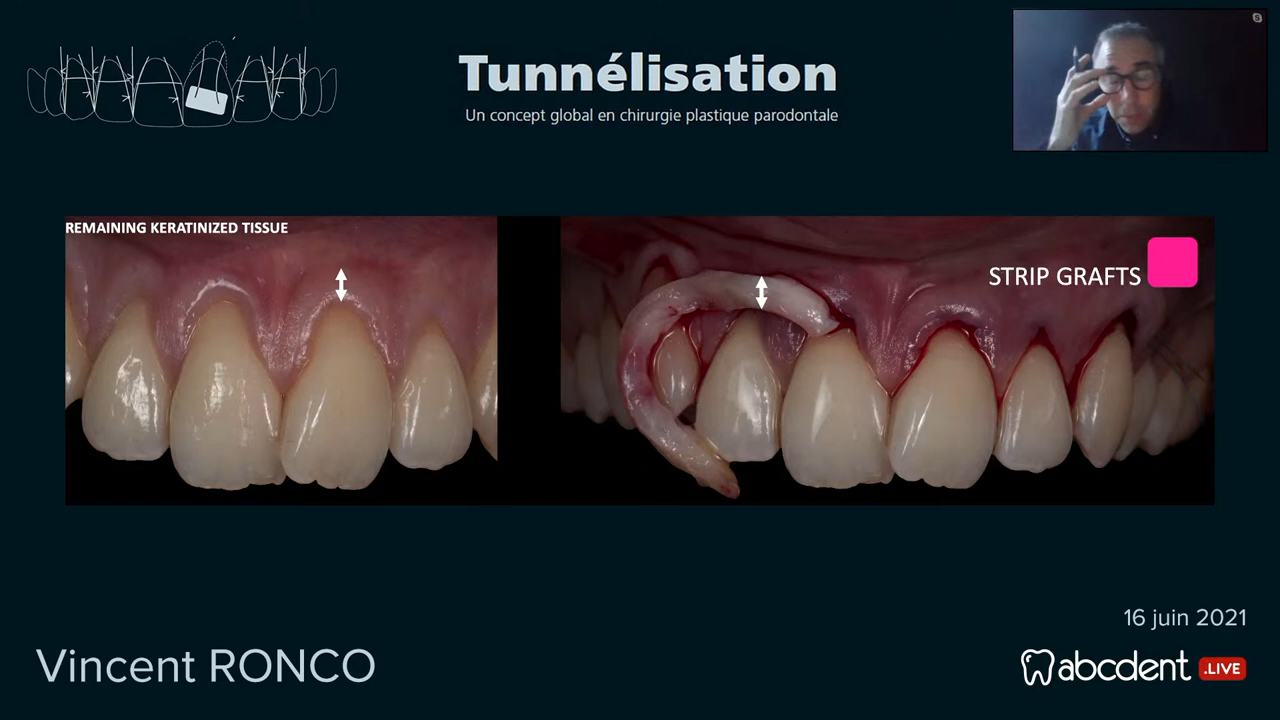 Tunnélisation
Un concept global en chirurgie plastique parodontale
REMAINING KERATINIZED TISSUE
STRIP GRAFTS
16 juin 2021
Vincent RONCO
abcdent .LIVE